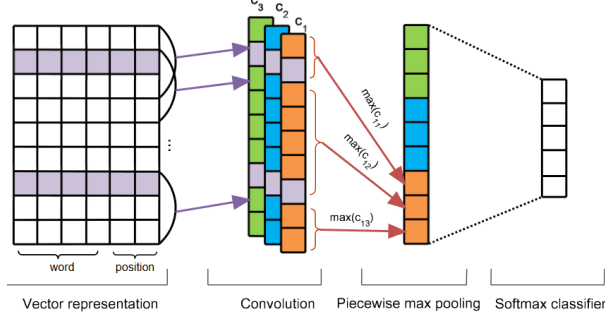 c3
c2
c1
max(c11)
max(c12)
max(c13)
...
word
position
Vector representation
Convolution
Piecewise max pooling
Softmax classifier